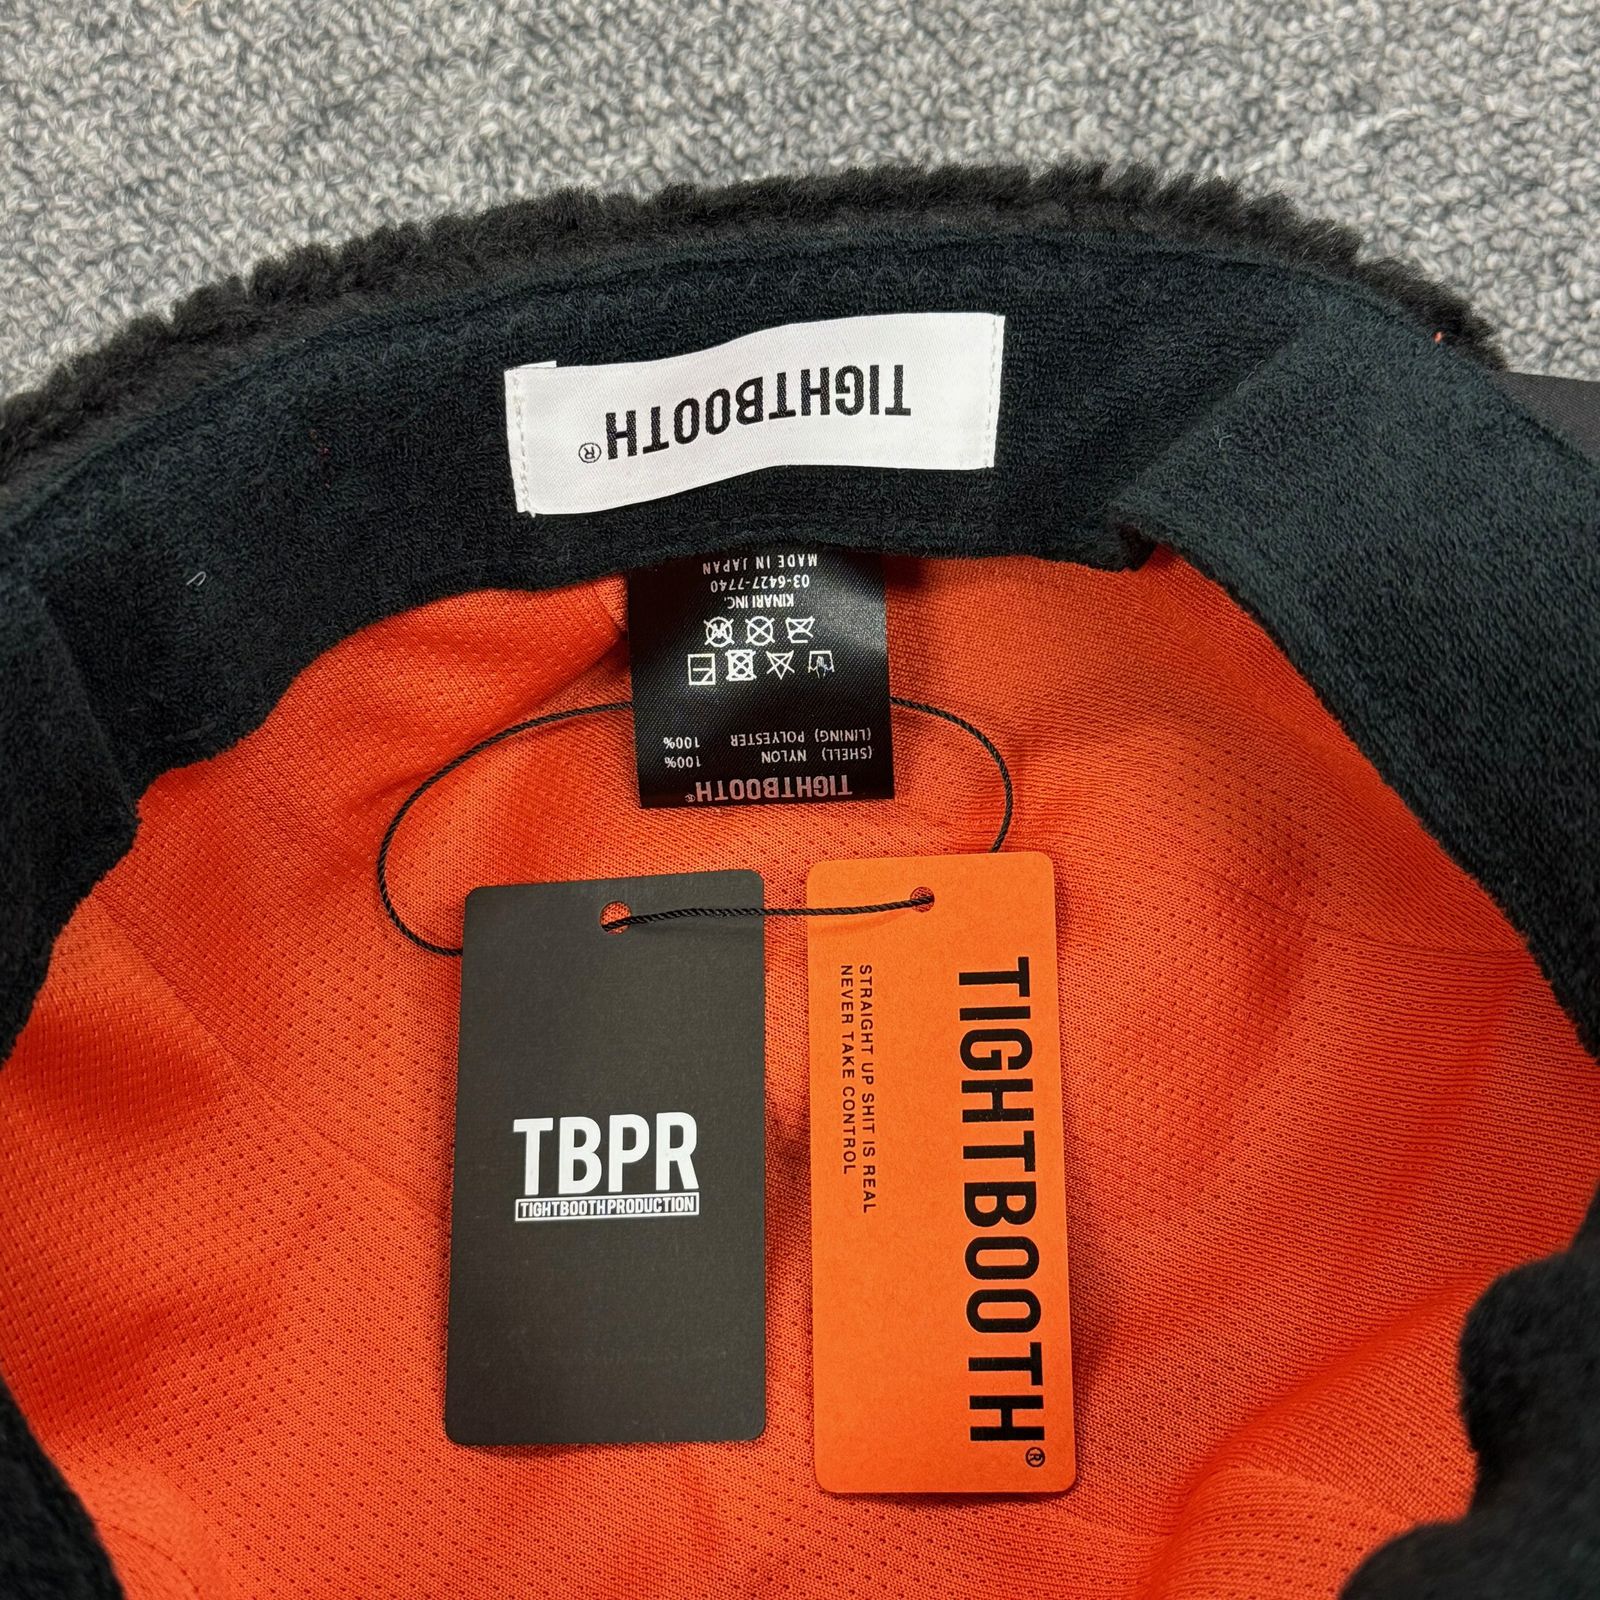 TIGHTBOOTH®
TIGHTBOOTH®
(SHELL) NYLON 100%
(LINING) POLYESTER 100%
KINARI INC.
03-6427-7740
MADE IN JAPAN
TBPR
TIGHTBOOTHPRODUCTION
TIGHTBOOTH®
STRAIGHT UP SHIT IS REAL
NEVER TAKE CONTROL